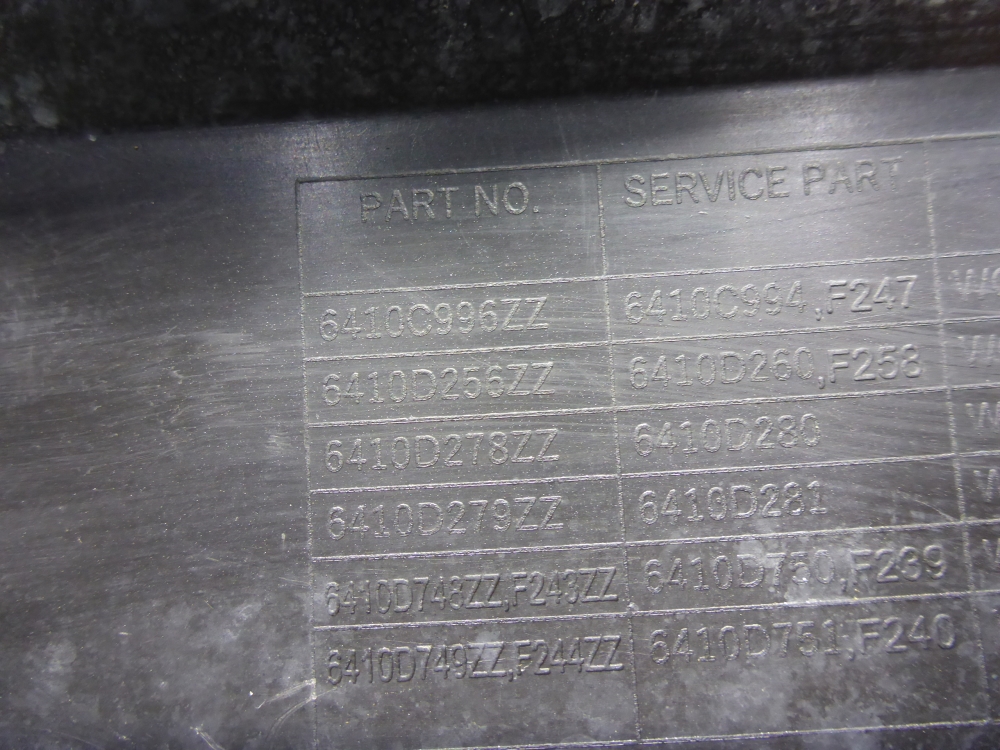 PART NO. SERVICE PART
6410C996ZZ 6410C994,F247
6410D256ZZ 6410D260,F258
6410D278ZZ 6410D280
6410D279ZZ 6410D281
6410D748ZZ,F243ZZ 6410D750,F239
6410D749ZZ,F244ZZ 6410D751,F240